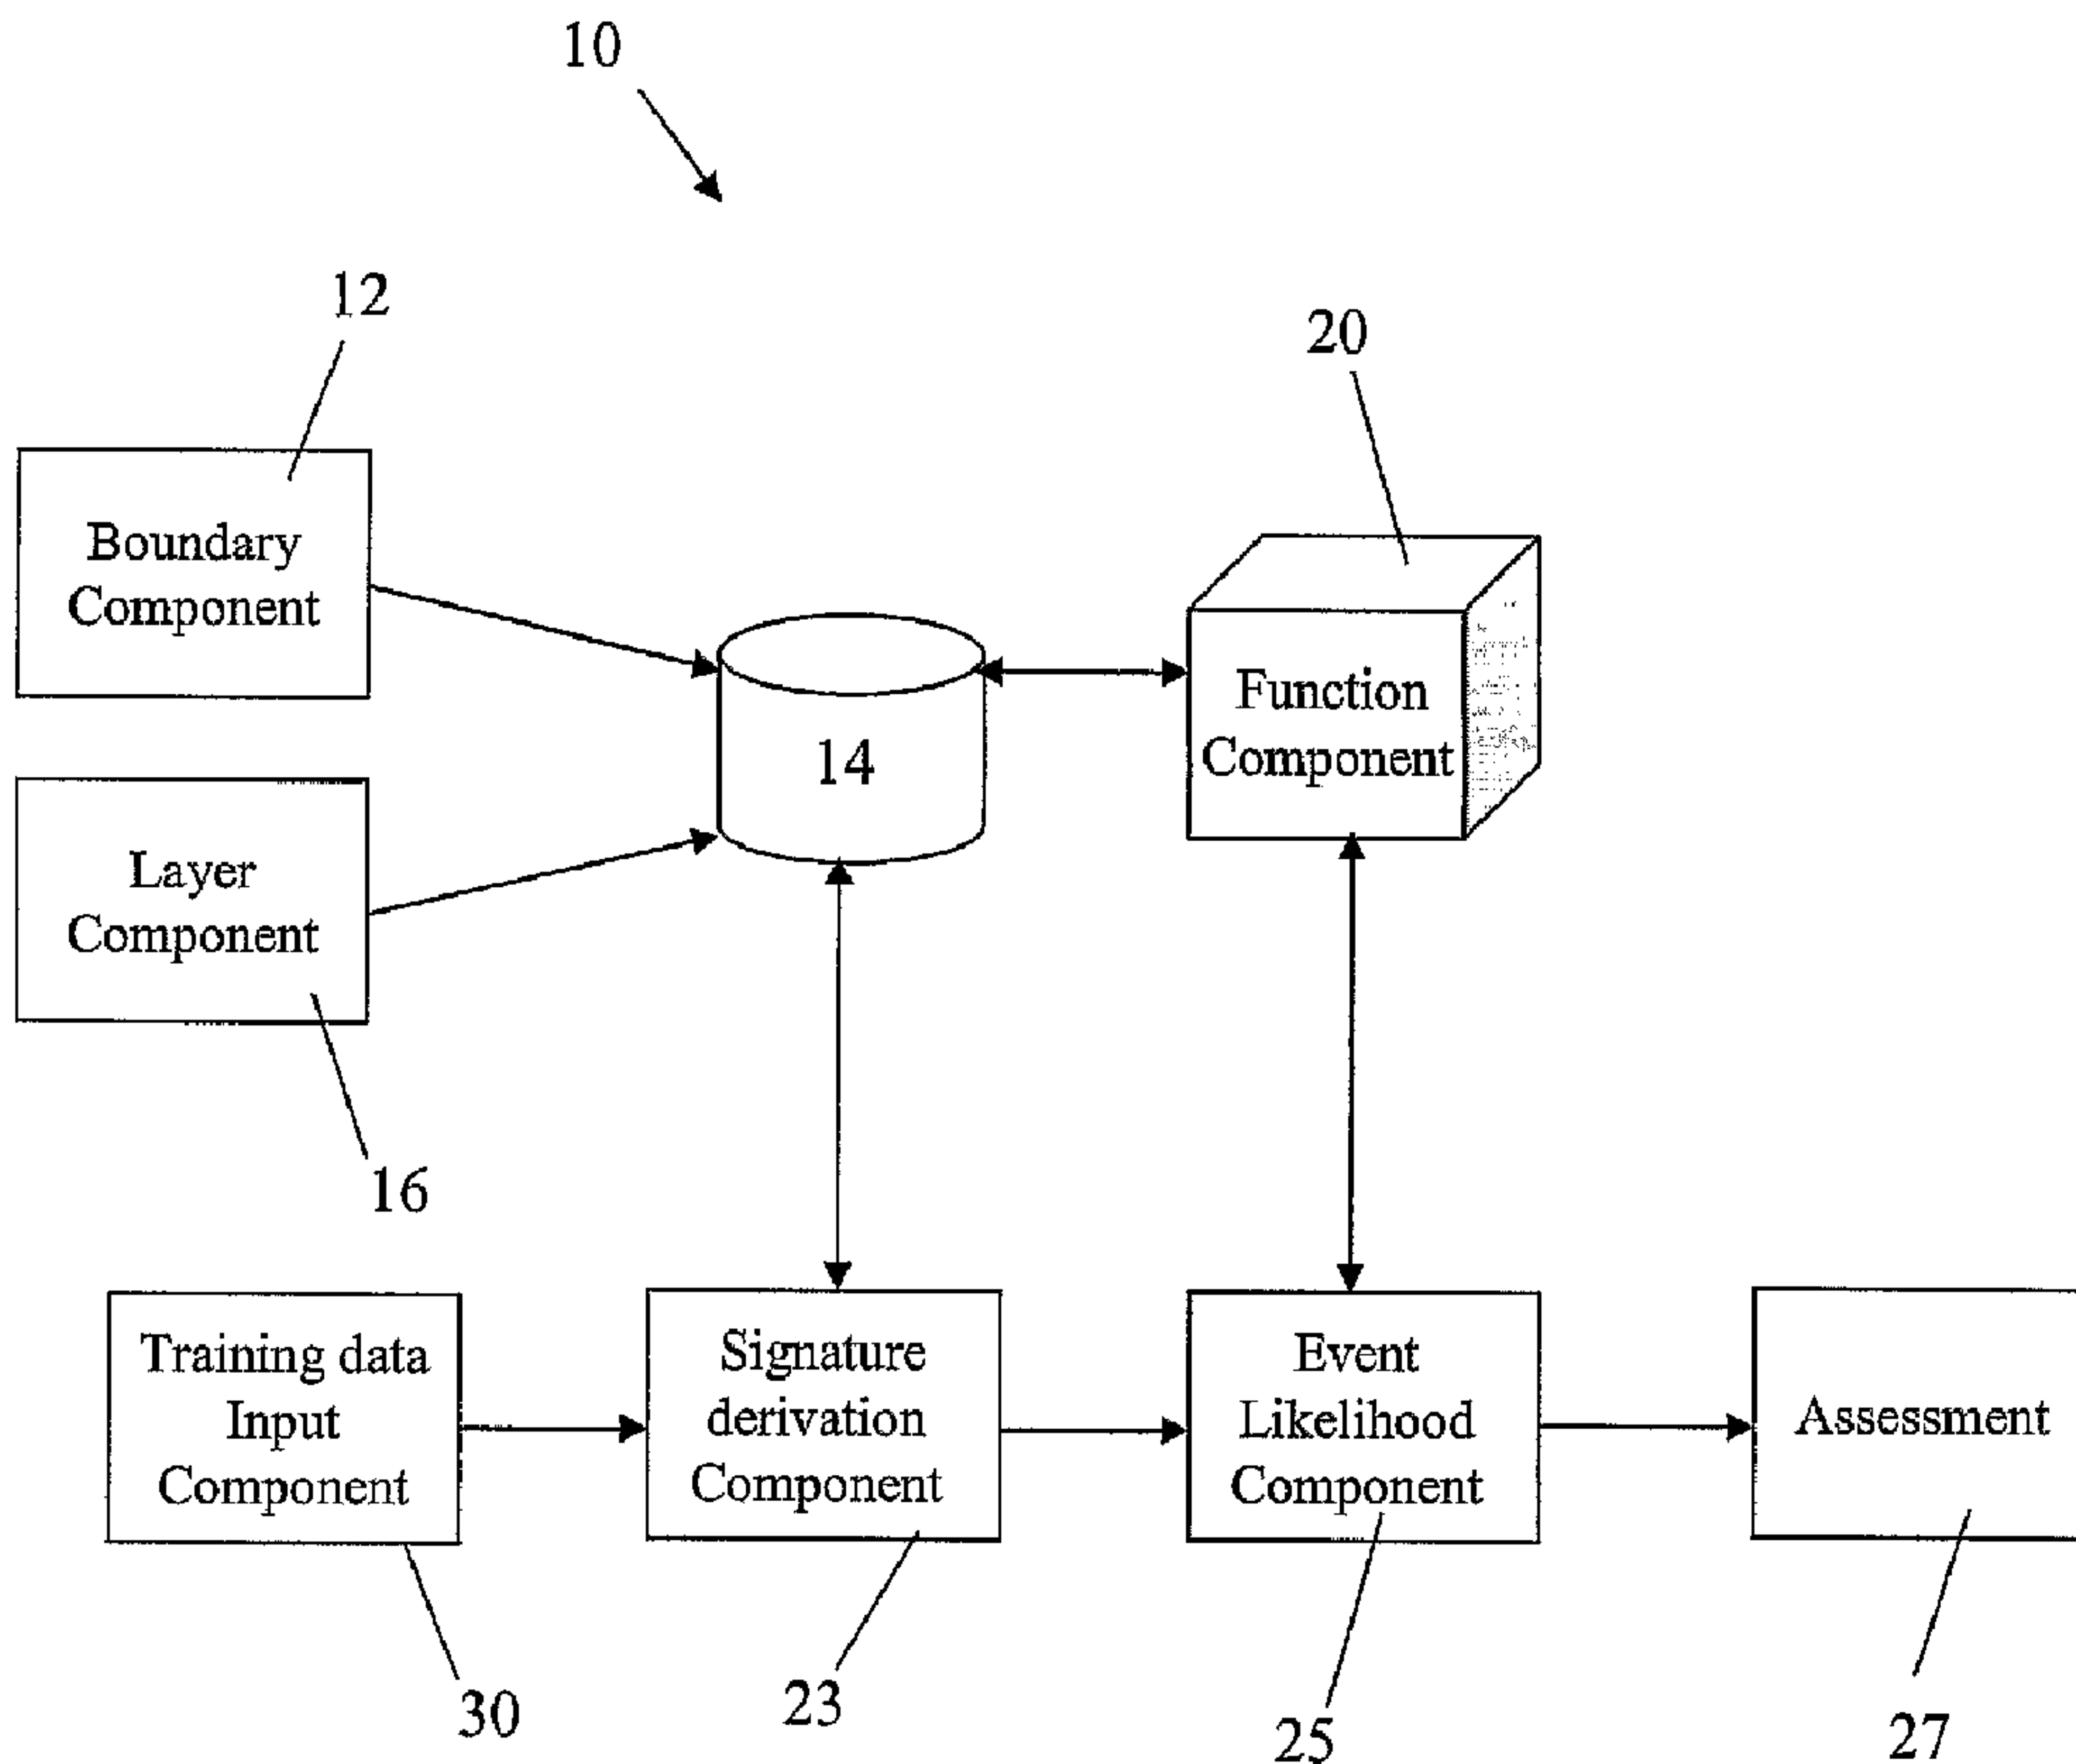 10
12
20
Boundary
Component
14
Function
Component
Layer
Component
16
Training data
Input
Component
Signature
derivation
Component
Event
Likelihood
Component
Assessment
30
23
25
27